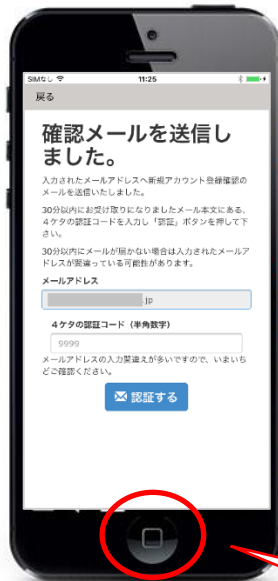 SIMなし 11:25
戻る
確認メールを送信し
ました。
入力されたメールアドレスへ新規アカウント登録確認の
メールを送信いたしました。
30分以内にお受け取りになりましたメール本文にある、
4ケタの認証コードを入力し「認証」ボタンを押して下
さい。
30分以内にメールが届かない場合は入力されたメールア
ドレスが間違っている可能性があります。
メールアドレス
.jp
4ケタの認証コード（半角数字）
9999
メールアドレスの入力間違えが多いですので、いまいち
どご確認ください。
認証する